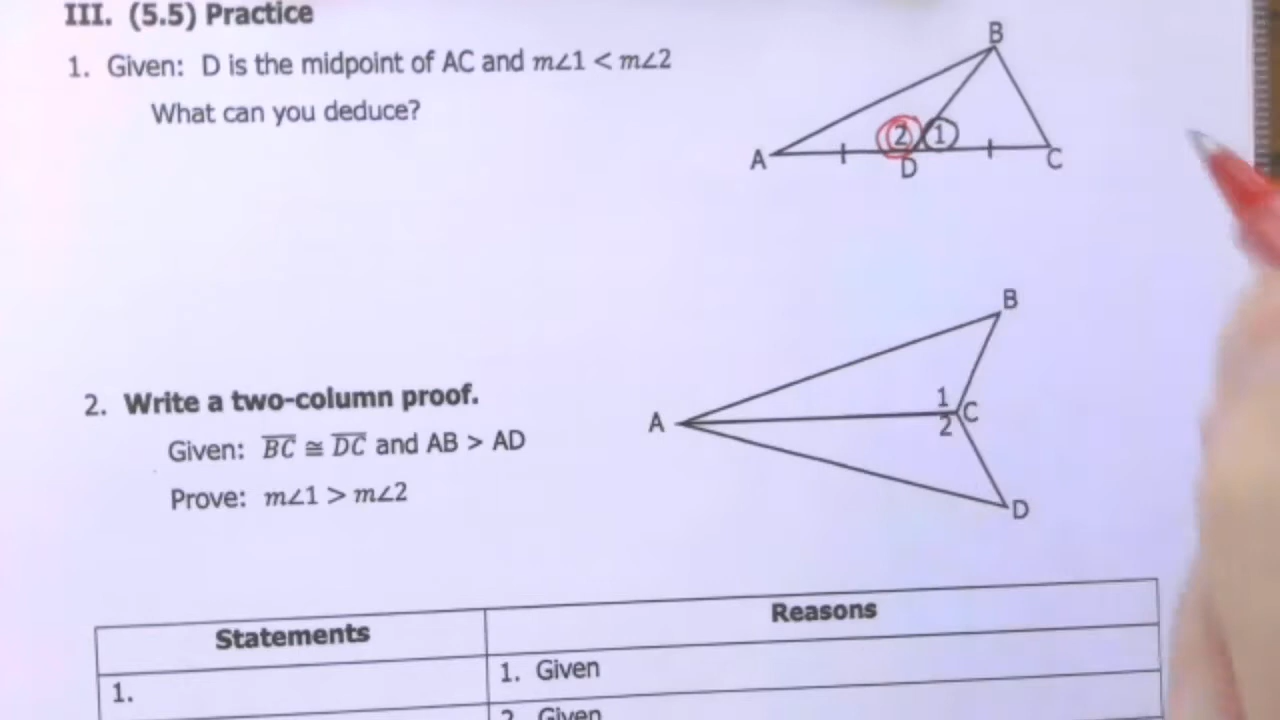 III. (5.5) Practice
1. Given: D is the midpoint of AC and m∠1 < m∠2
What can you deduce?
B
2 1
A D C
B
2. Write a two-column proof.
Given: B̅C̅ ≅ D̅C̅ and AB > AD
Prove: m∠1 > m∠2
A 1 C
2
D
Statements Reasons
1. 1. Given
2. Given